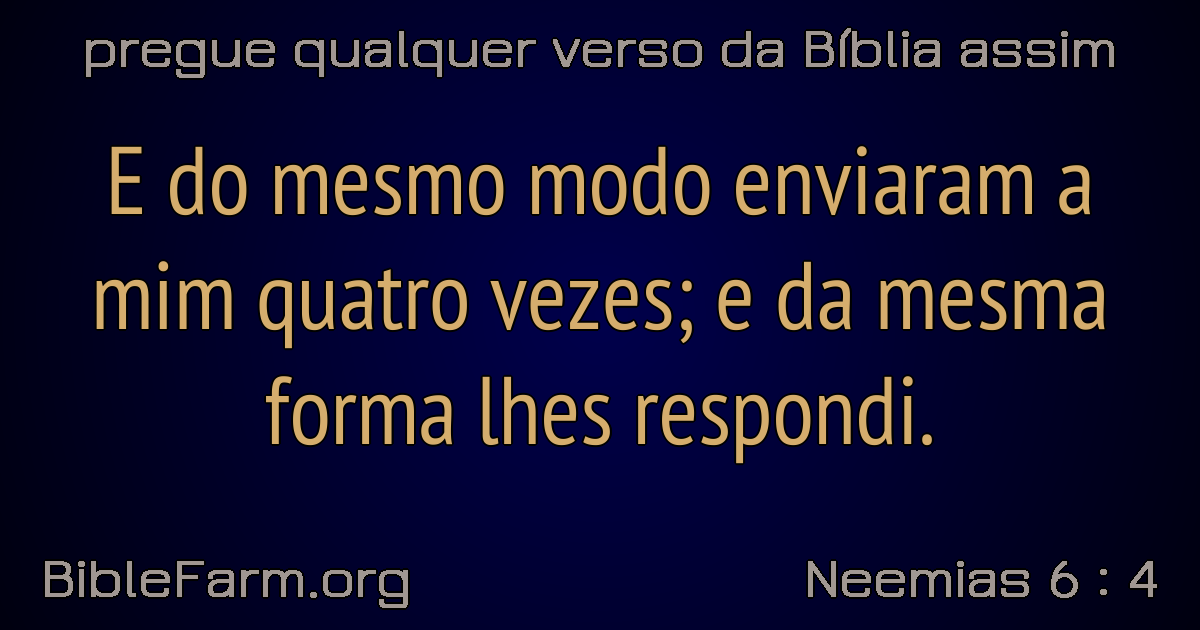 pregue qualquer verso da Bíblia assim
E do mesmo modo enviaram a
mim quatro vezes; e da mesma
forma lhes respondi.
BibleFarm.org
Neemias 6 : 4